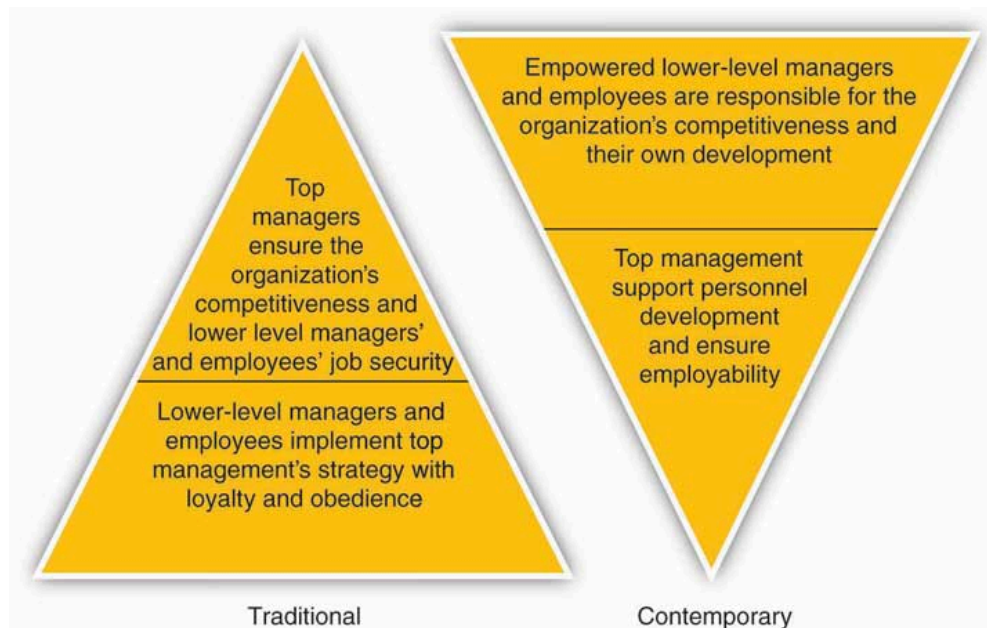 Top
managers
ensure the
organization's
competitiveness and
lower level managers'
and employees' job security
Lower-level managers and
employees implement top
management's strategy with
loyalty and obedience
Traditional
Empowered lower-level managers
and employees are responsible for the
organization's competitiveness and
their own development
Top management
support personnel
development
and ensure
employability
Contemporary